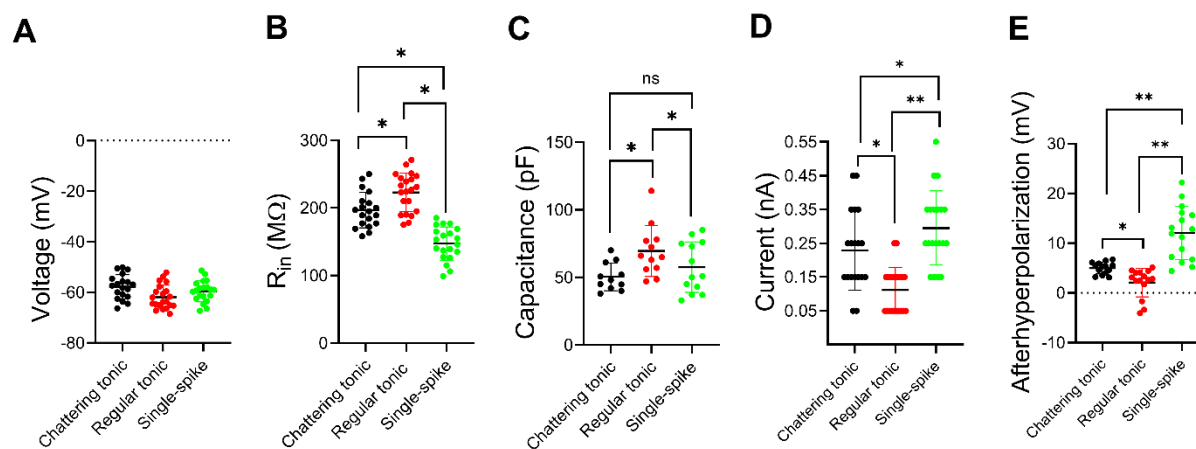 A
Voltage (mV)
0
-20
-40
-60
-80
Chattering tonic
Regular tonic
Single-spike
B
R_in (MΩ)
300
200
100
0
*
*
*
Chattering tonic
Regular tonic
Single-spike
C
Capacitance (pF)
150
100
50
0
ns
*
*
Chattering tonic
Regular tonic
Single-spike
D
Current (nA)
0.55
0.45
0.35
0.25
0.15
0.05
*
**
*
Chattering tonic
Regular tonic
Single-spike
E
Afterhyperpolarization (mV)
30
20
10
0
-10
**
**
*
Chattering tonic
Regular tonic
Single-spike